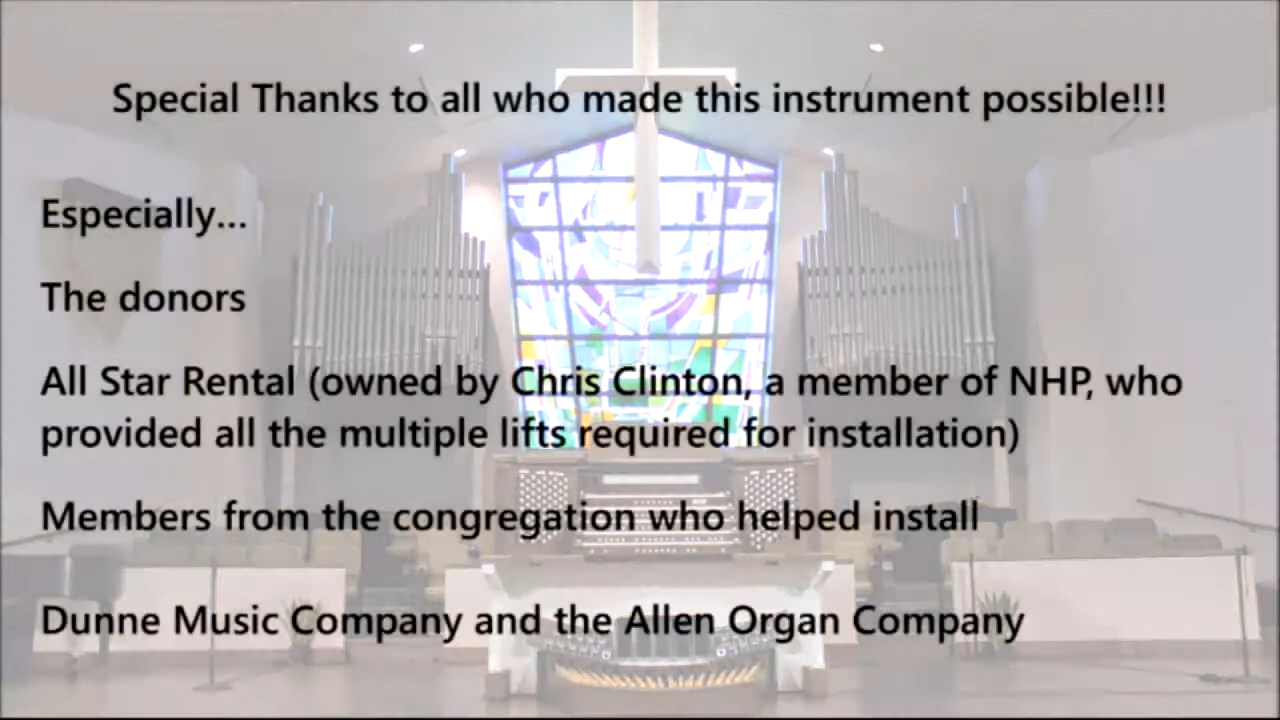 Special Thanks to all who made this instrument possible!!!
Especially...
The donors
All Star Rental (owned by Chris Clinton, a member of NHP, who
provided all the multiple lifts required for installation)
Members from the congregation who helped install
Dunne Music Company and the Allen Organ Company